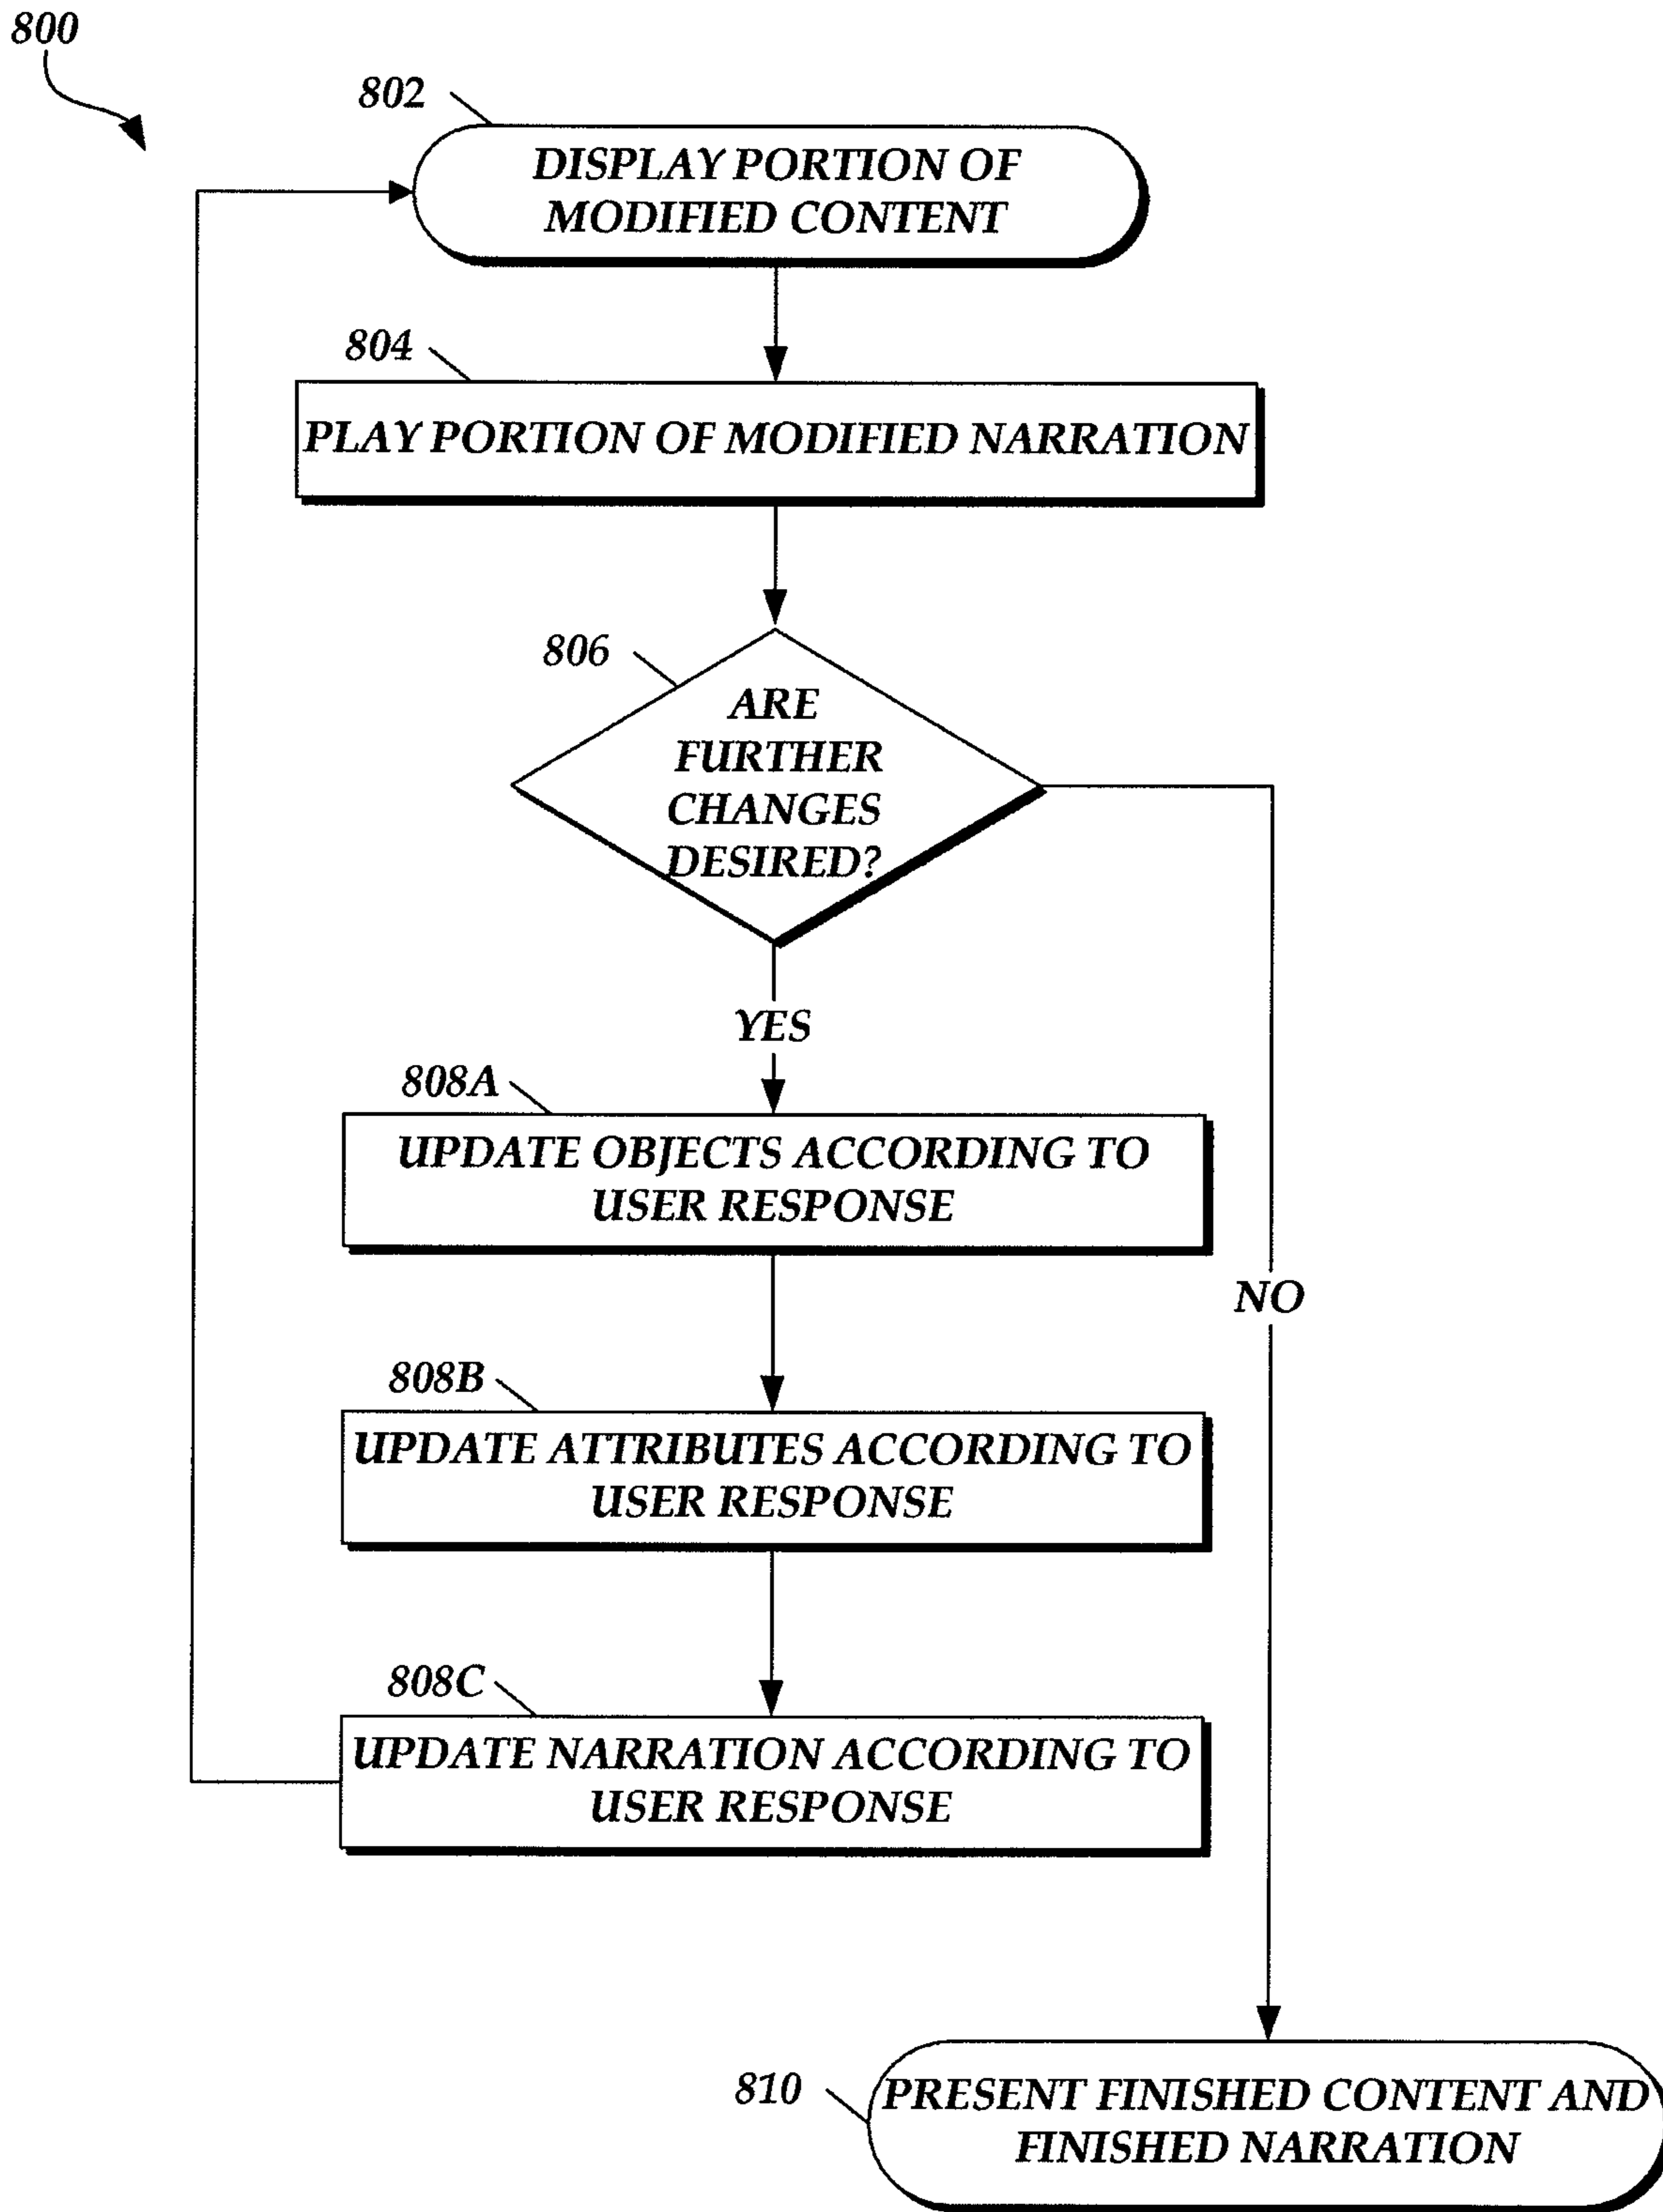 800
802
DISPLAY PORTION OF
MODIFIED CONTENT
804
PLAY PORTION OF MODIFIED NARRATION
806
ARE
FURTHER
CHANGES
DESIRED?
YES
808A
UPDATE OBJECTS ACCORDING TO
USER RESPONSE
NO
808B
UPDATE ATTRIBUTES ACCORDING TO
USER RESPONSE
808C
UPDATE NARRATION ACCORDING TO
USER RESPONSE
810
PRESENT FINISHED CONTENT AND
FINISHED NARRATION